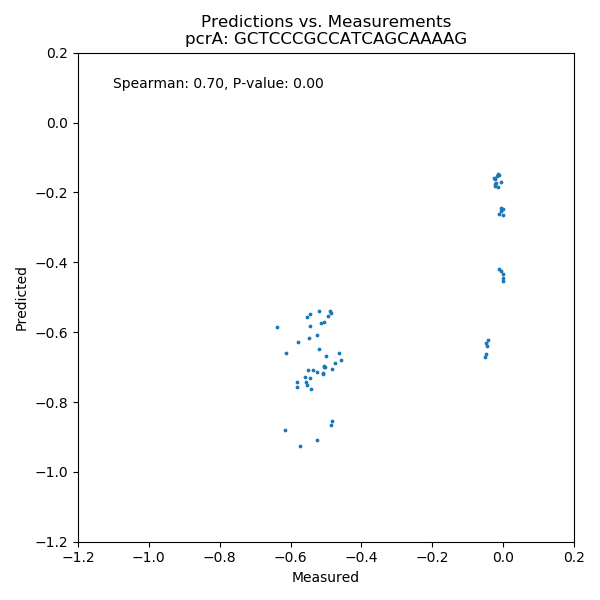 Predictions vs. Measurements
pcrA: GCTCCCGCCATCAGCAAAAG
Spearman: 0.70, P-value: 0.00
0.2
0.0
−0.2
−0.4
−0.6
−0.8
−1.0
−1.2
Predicted
−1.2 −1.0 −0.8 −0.6 −0.4 −0.2 0.0 0.2
Measured